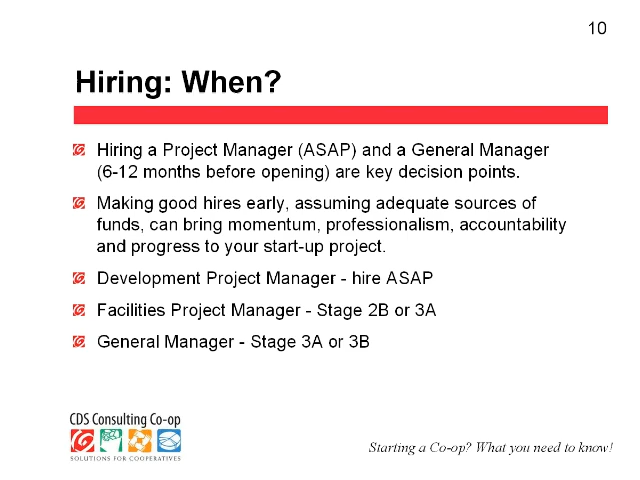 10
Hiring: When?
Hiring a Project Manager (ASAP) and a General Manager
(6-12 months before opening) are key decision points.
Making good hires early, assuming adequate sources of
funds, can bring momentum, professionalism, accountability
and progress to your start-up project.
Development Project Manager - hire ASAP
Facilities Project Manager - Stage 2B or 3A
General Manager - Stage 3A or 3B
CDS Consulting Co-op
SOLUTIONS FOR COOPERATIVES
Starting a Co-op? What you need to know!